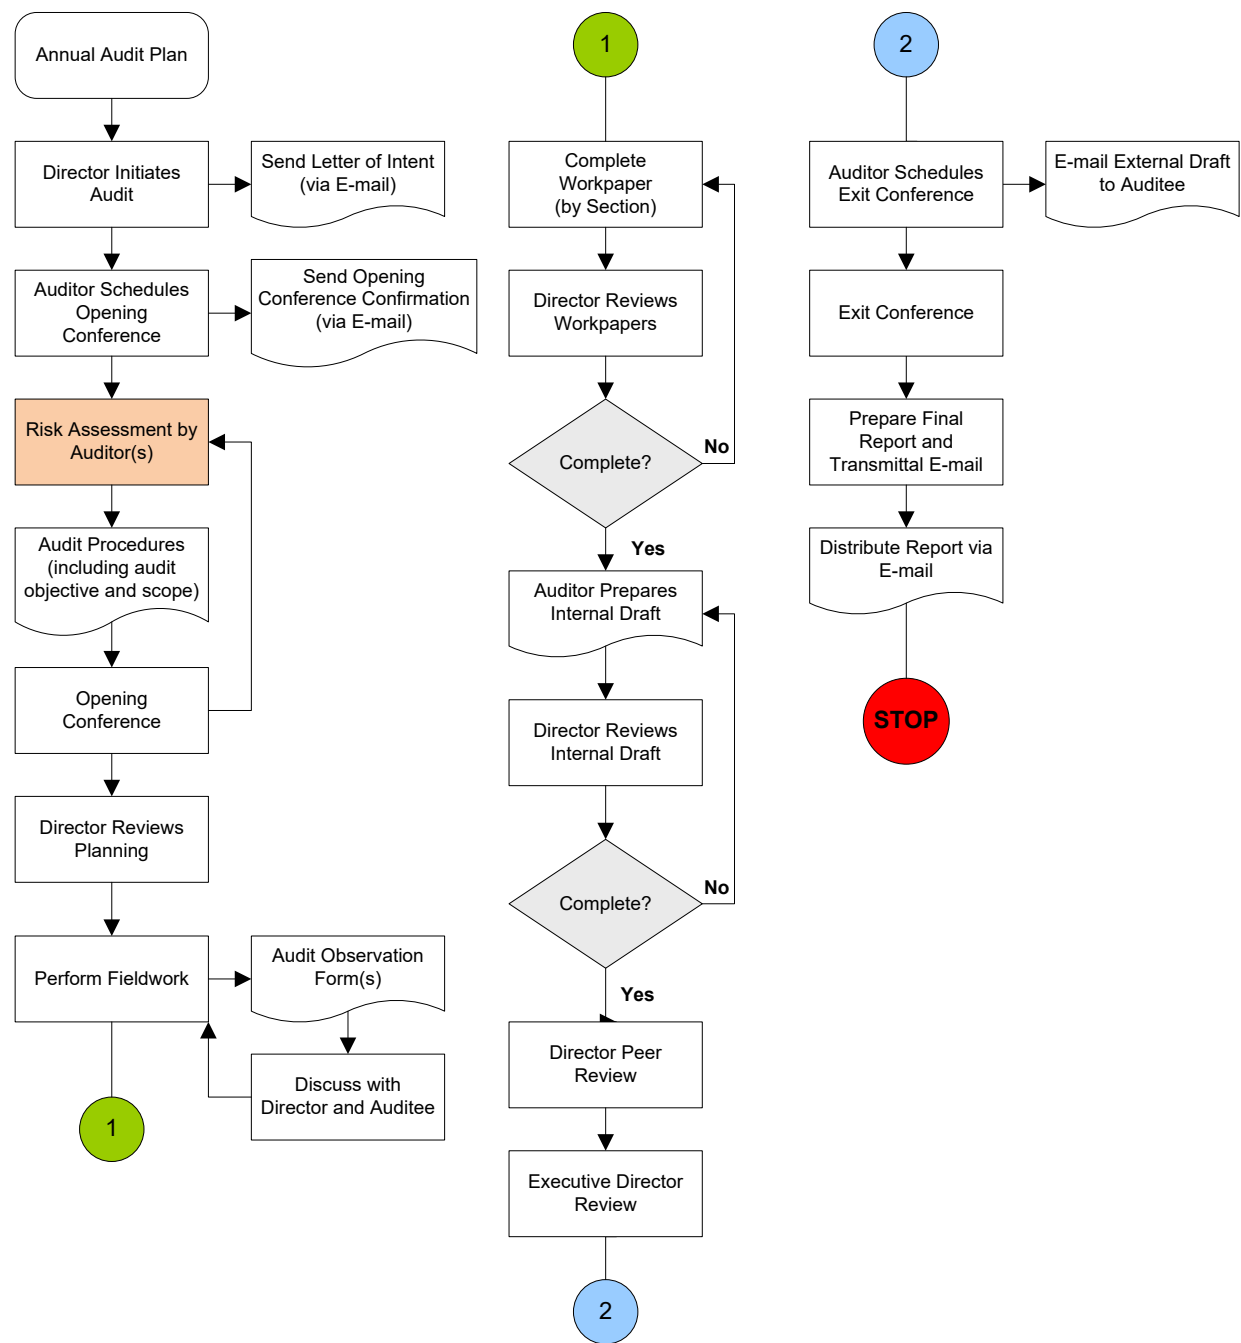 Annual Audit Plan
Director Initiates
Audit
Send Letter of Intent
(via E-mail)
Auditor Schedules
Opening
Conference
Send Opening
Conference Confirmation
(via E-mail)
Risk Assessment by
Auditor(s)
Audit Procedures
(including audit
objective and scope)
Opening
Conference
Director Reviews
Planning
Perform Fieldwork
Audit Observation
Form(s)
Discuss with
Director and Auditee
1
1
Complete
Workpaper
(by Section)
Director Reviews
Workpapers
Complete?
No
Yes
Auditor Prepares
Internal Draft
Director Reviews
Internal Draft
Complete?
No
Yes
Director Peer
Review
Executive Director
Review
2
2
Auditor Schedules
Exit Conference
E-mail External Draft
to Auditee
Exit Conference
Prepare Final
Report and
Transmittal E-mail
Distribute Report via
E-mail
STOP